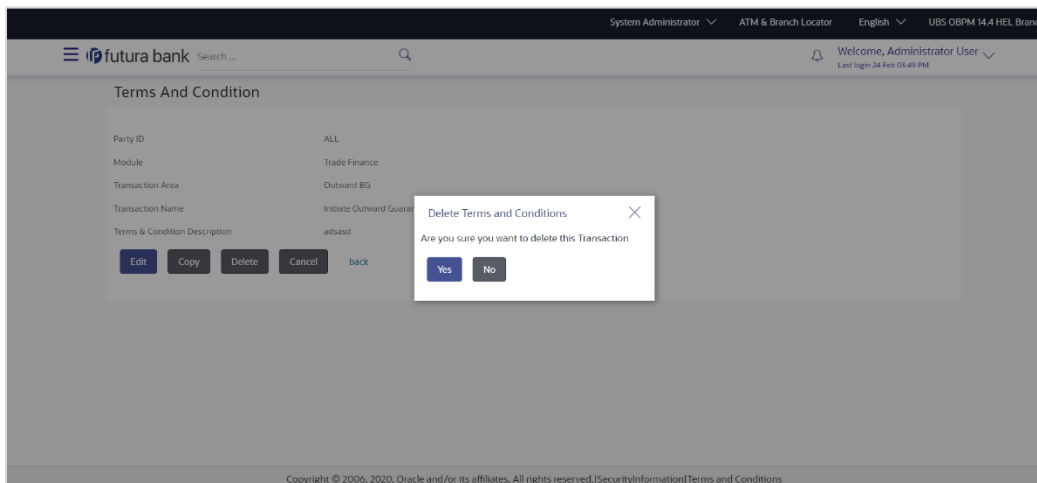 System Administrator ATM & Branch Locator English UBS OBPM 14.4 HEL Branc
futura bank Search ... Welcome, Administrator User
Last login 24 Feb 03:49 PM
Terms And Condition
Party ID ALL
Module Trade Finance
Transaction Area Outward BG
Transaction Name Initiate Outward Guaran
Terms & Condition Description adsasd
Edit Copy Delete Cancel back
Delete Terms and Conditions
Are you sure you want to delete this Transaction
Yes No
Copyright © 2006, 2020, Oracle and/or its affiliates. All rights reserved.|SecurityInformation|Terms and Conditions